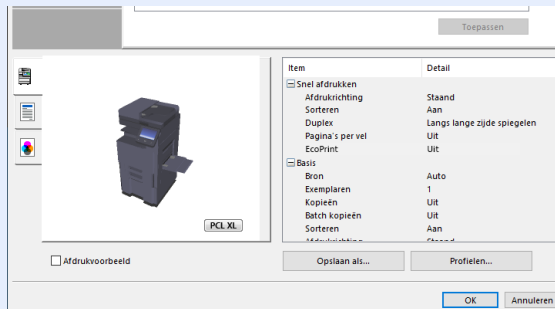 Toepassen
Item Detail
Snel afdrukken
Afdrukrichting Staand
Sorteren Aan
Duplex Langs lange zijde spiegelen
Pagina's per vel Uit
EcoPrint Uit
Basis
Bron Auto
Exemplaren 1
Kopieën Uit
Batch kopieën Uit
Sorteren Aan
Afdrukrichting Staand
PCL XL
Afdrukvoorbeeld
Opslaan als... Profielen...
OK Annuleren